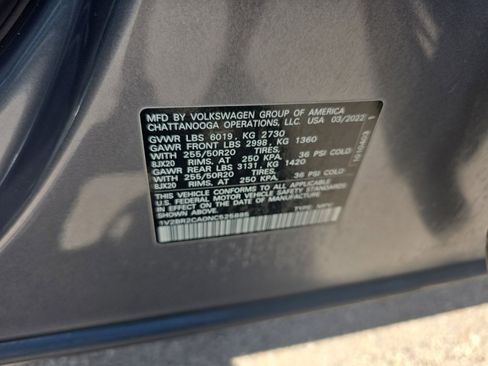 MFD BY VOLKSWAGEN GROUP OF AMERICA
CHATTANOOGA OPERATIONS, LLC. USA 03/2022
GVWR LBS 6019, KG 2730
GAWR FRONT LBS 2998, KG 1360
WITH 255/50R20 TIRES,
8JX20 RIMS, AT 250 KPA, 36 PSI COLD
GAWR REAR LBS 3131, KG 1420
WITH 255/50R20 TIRES,
8JX20 RIMS, AT 250 KPA, 36 PSI COLD
THIS VEHICLE CONFORMS TO ALL APPLICABLE
U.S. FEDERAL MOTOR VEHICLE SAFETY
STANDARDS IN EFFECT ON THE DATE OF
MANUFACTURE SHOWN ABOVE.
TYPE: MPV